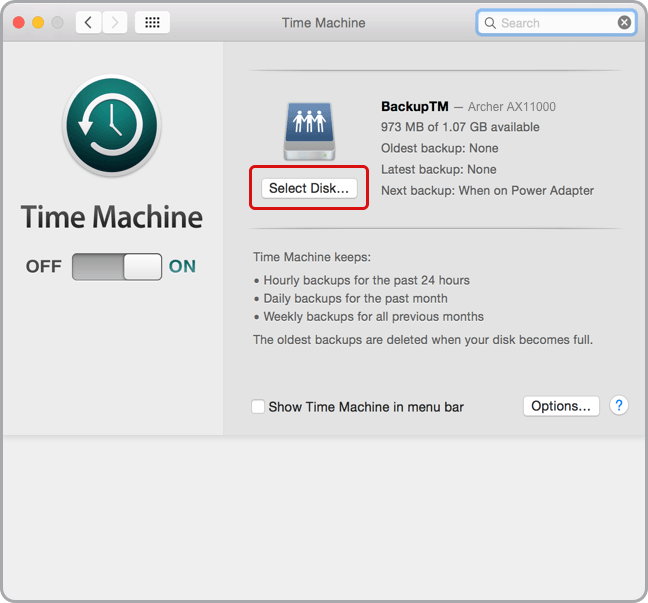 Time Machine
Search
BackupTM — Archer AX11000
973 MB of 1.07 GB available
Oldest backup: None
Latest backup: None
Next backup: When on Power Adapter
Select Disk...
Time Machine
OFF ON
Time Machine keeps:
• Hourly backups for the past 24 hours
• Daily backups for the past month
• Weekly backups for all previous months
The oldest backups are deleted when your disk becomes full.
Show Time Machine in menu bar
Options...
?